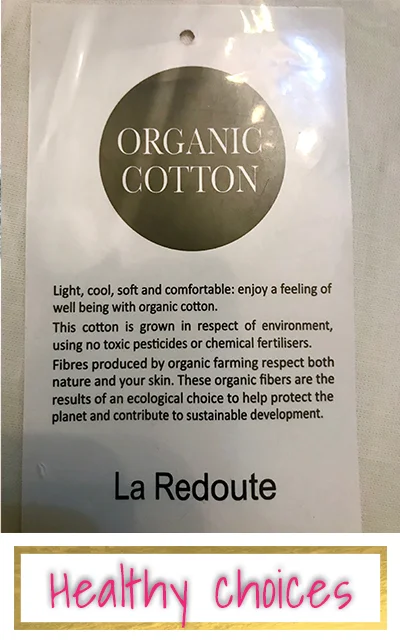 ORGANIC
COTTON
Light, cool, soft and comfortable: enjoy a feeling of
well being with organic cotton.
This cotton is grown in respect of environment,
using no toxic pesticides or chemical fertilisers.
Fibres produced by organic farming respect both
nature and your skin. These organic fibers are the
results of an ecological choice to help protect the
planet and contribute to sustainable development.
La Redoute
Healthy choices